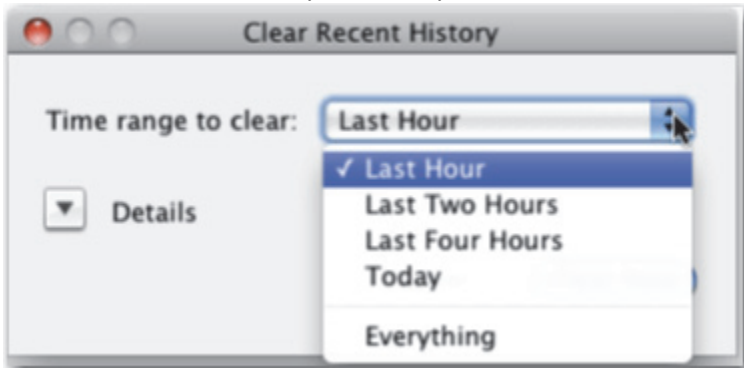 Clear Recent History
Time range to clear: Last Hour
✓ Last Hour
Last Two Hours
Details
Last Four Hours
Today
Everything